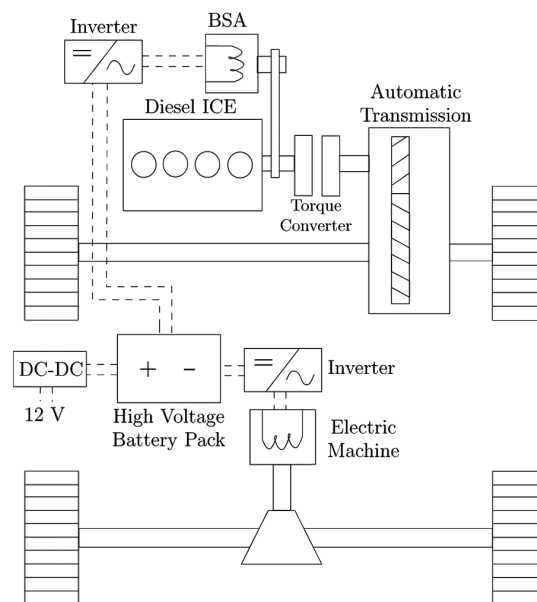 Inverter
BSA
Diesel ICE
Automatic
Transmission
Torque
Converter
DC-DC
+ -
Inverter
12 V
High Voltage
Battery Pack
Electric
Machine